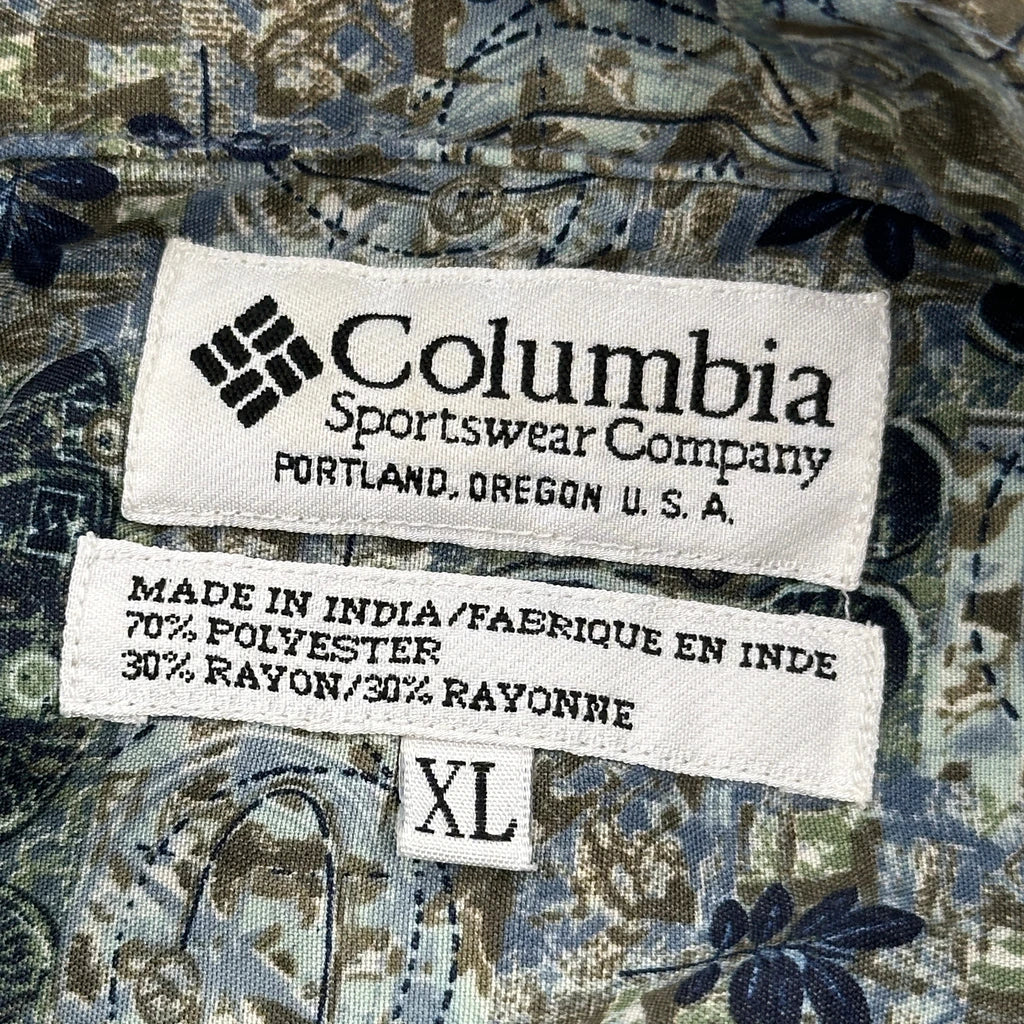 Columbia
Sportswear Company
PORTLAND, OREGON U. S. A.
MADE IN INDIA/FABRIQUE EN INDE
70% POLYESTER
30% RAYON/30% RAYONNE
XL